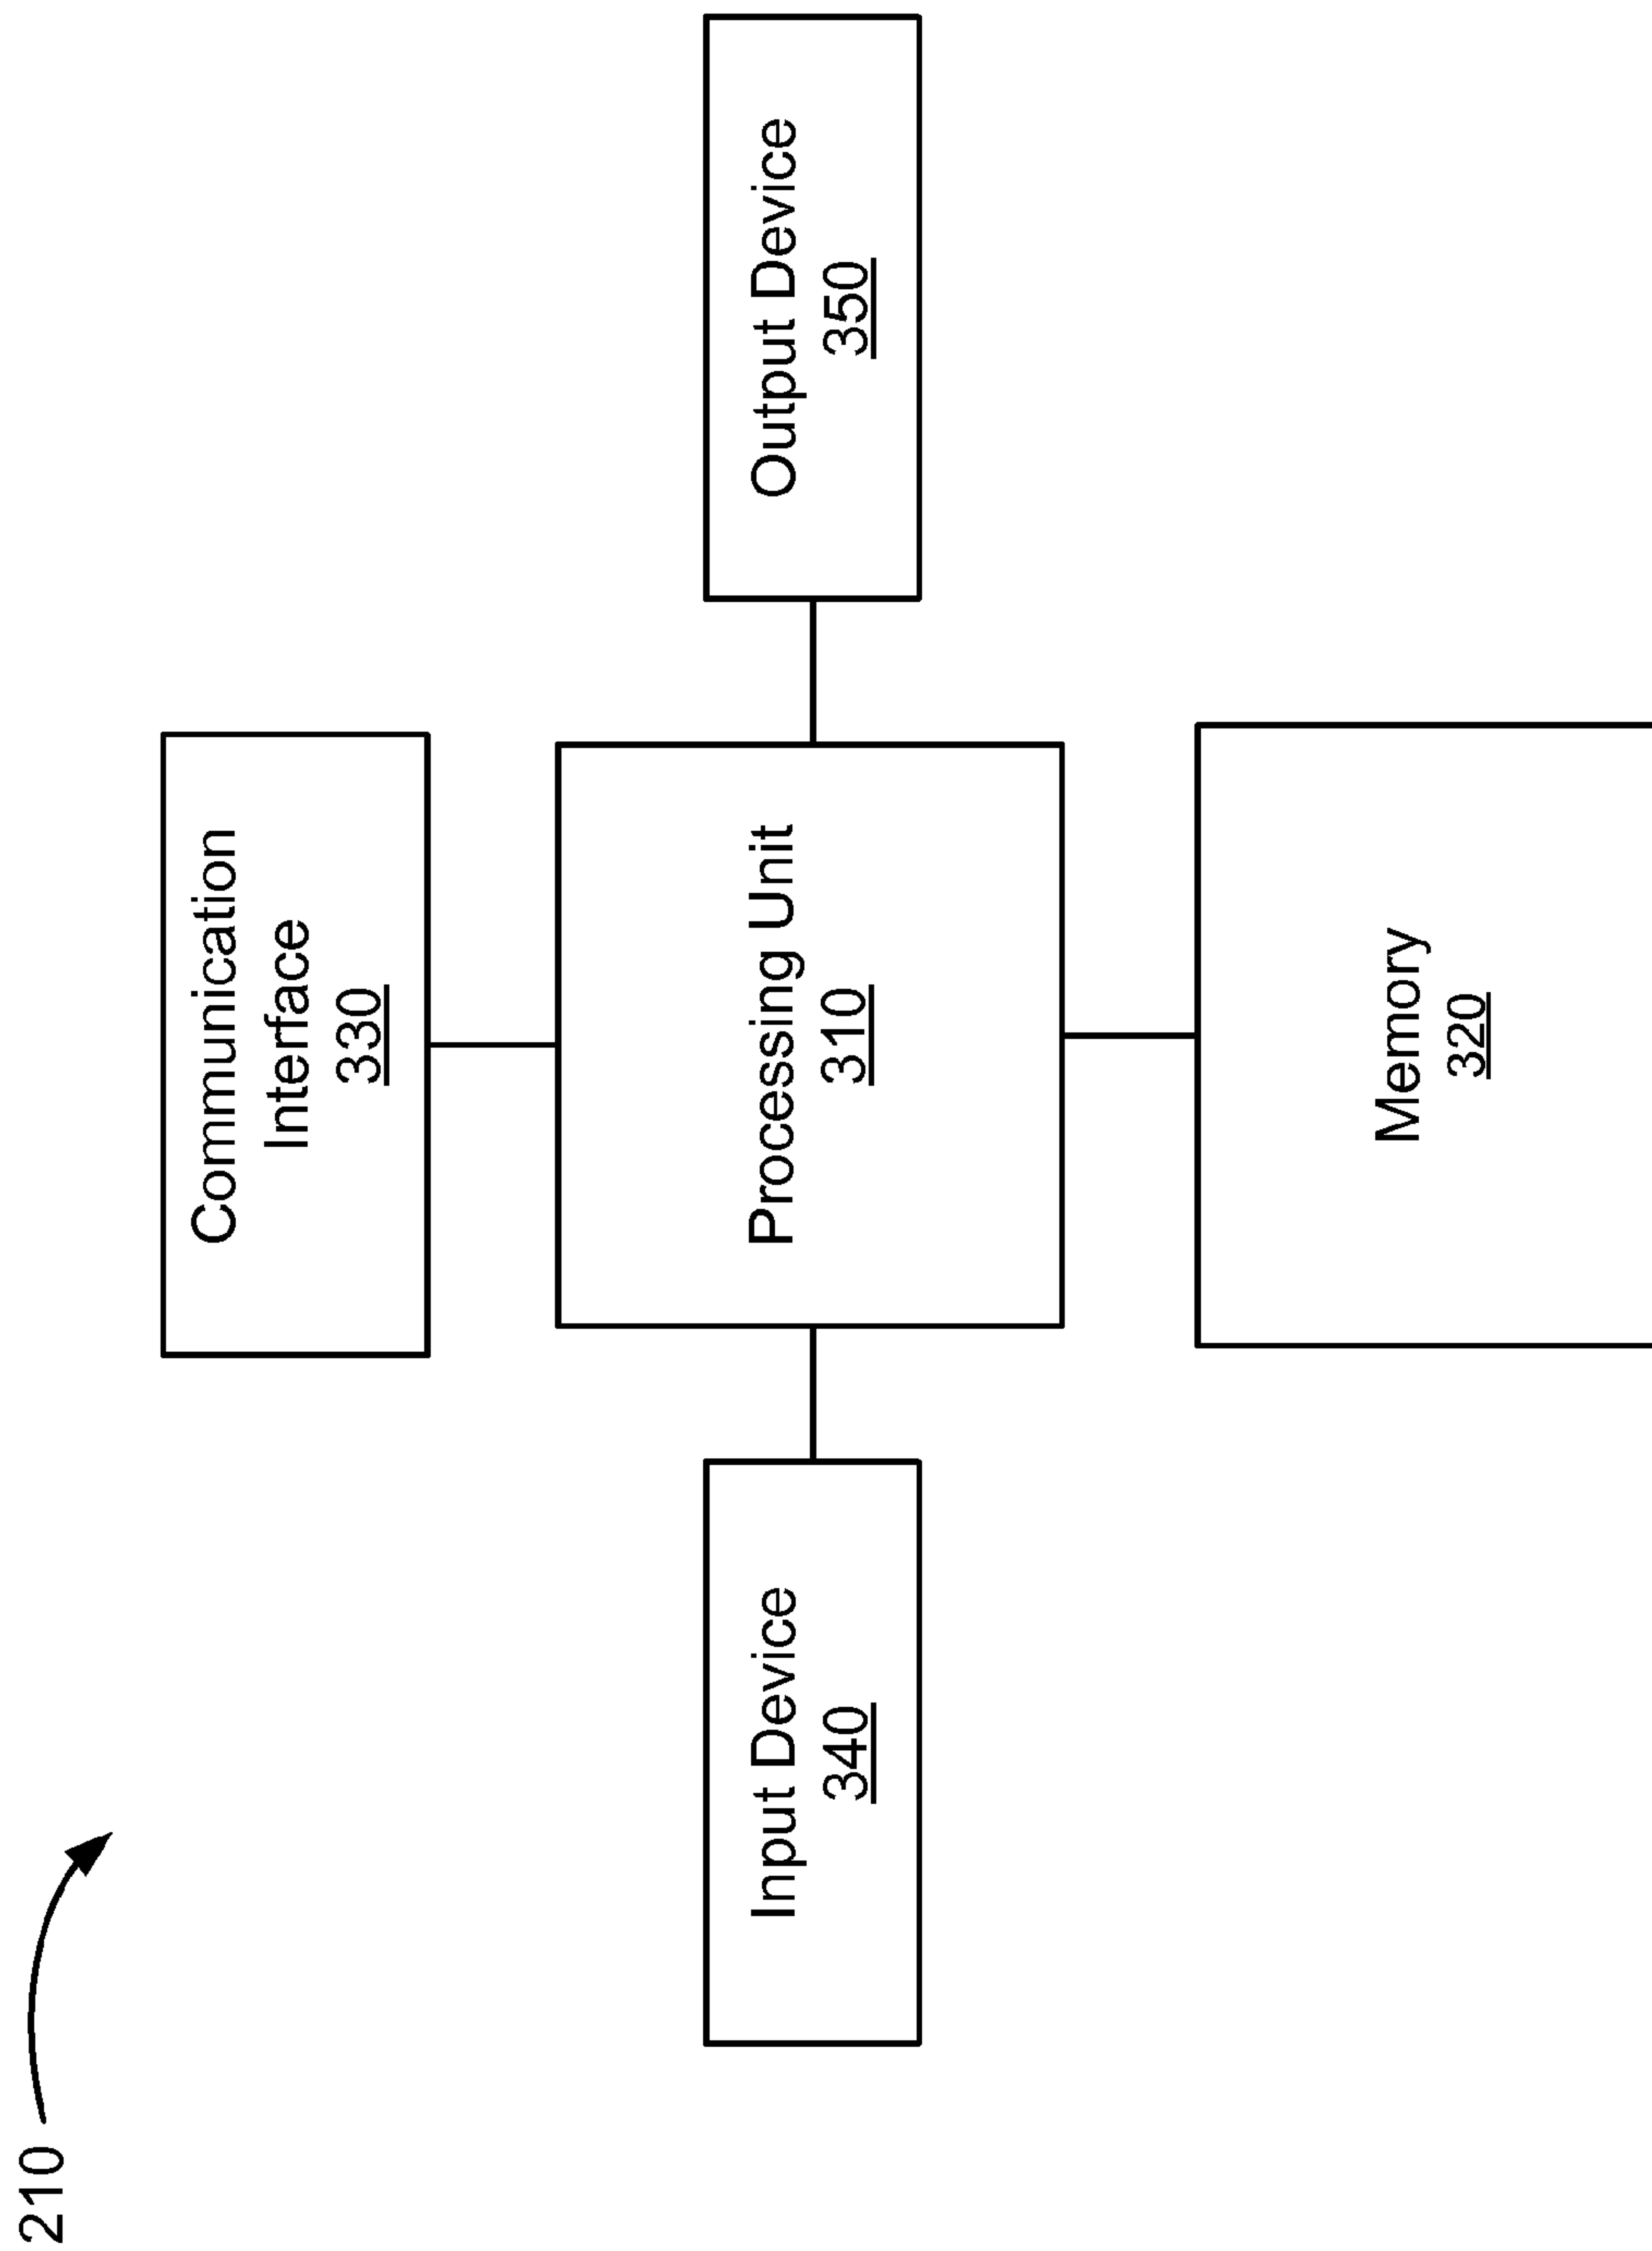 210
Communication
Interface
330
Input Device
340
Processing Unit
310
Output Device
350
Memory
320